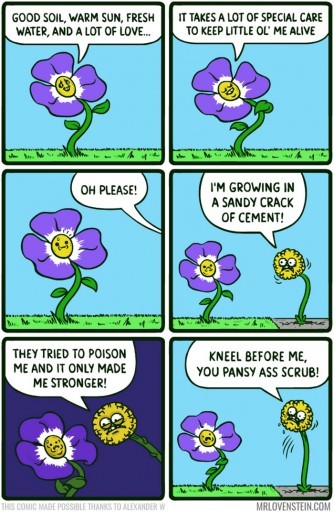 GOOD SOIL, WARM SUN, FRESH
WATER, AND A LOT OF LOVE...
IT TAKES A LOT OF SPECIAL CARE
TO KEEP LITTLE OL' ME ALIVE
OH PLEASE!
I'M GROWING IN
A SANDY CRACK
OF CEMENT!
THEY TRIED TO POISON
ME AND IT ONLY MADE
ME STRONGER!
KNEEL BEFORE ME,
YOU PANSY ASS SCRUB!
THIS COMIC MADE POSSIBLE THANKS TO ALEXANDER W
MRLOVENSTEIN.COM